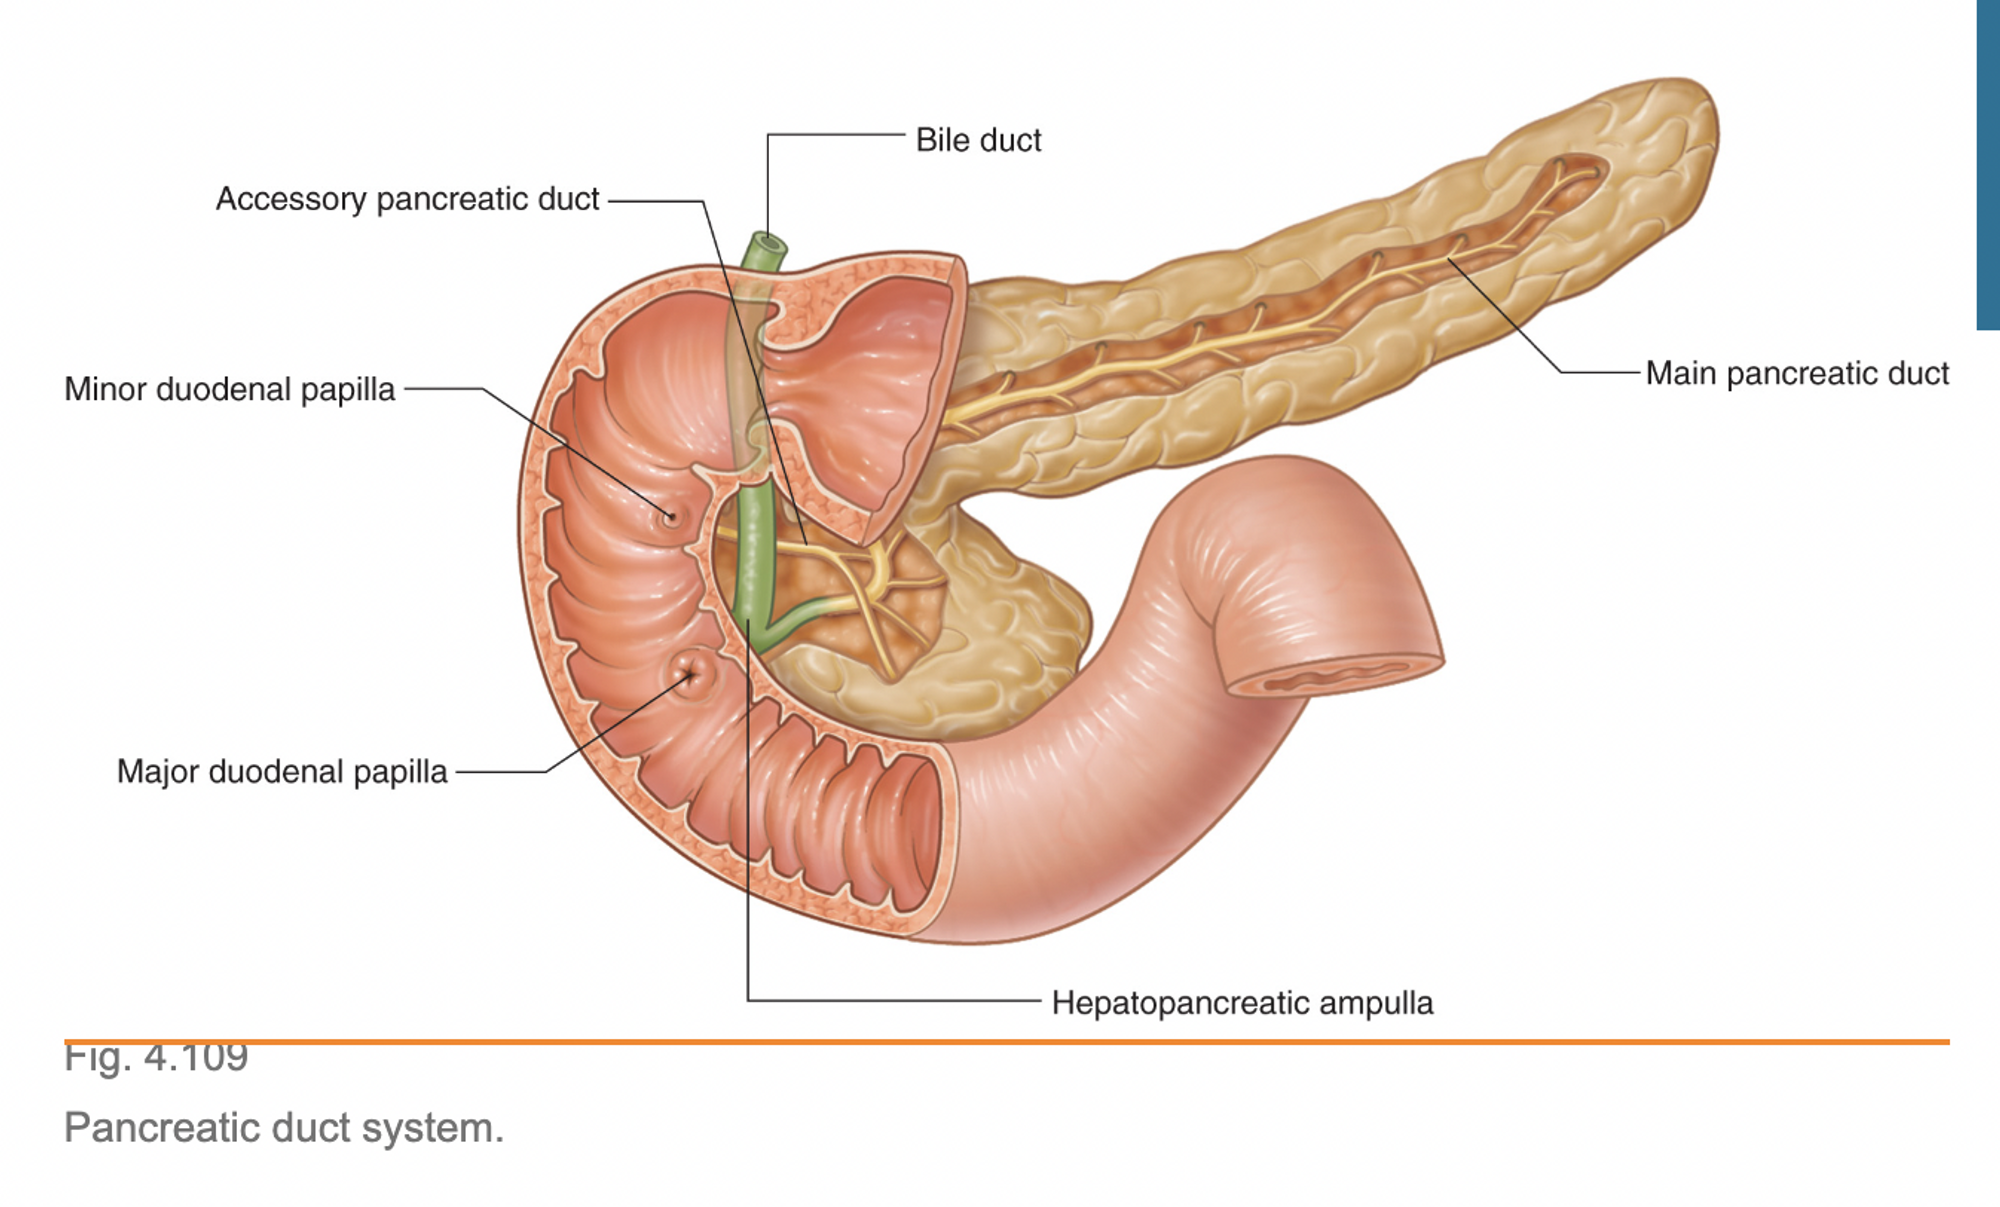 Bile duct
Accessory pancreatic duct
Main pancreatic duct
Minor duodenal papilla
Major duodenal papilla
Hepatopancreatic ampulla
Fig. 4.109
Pancreatic duct system.